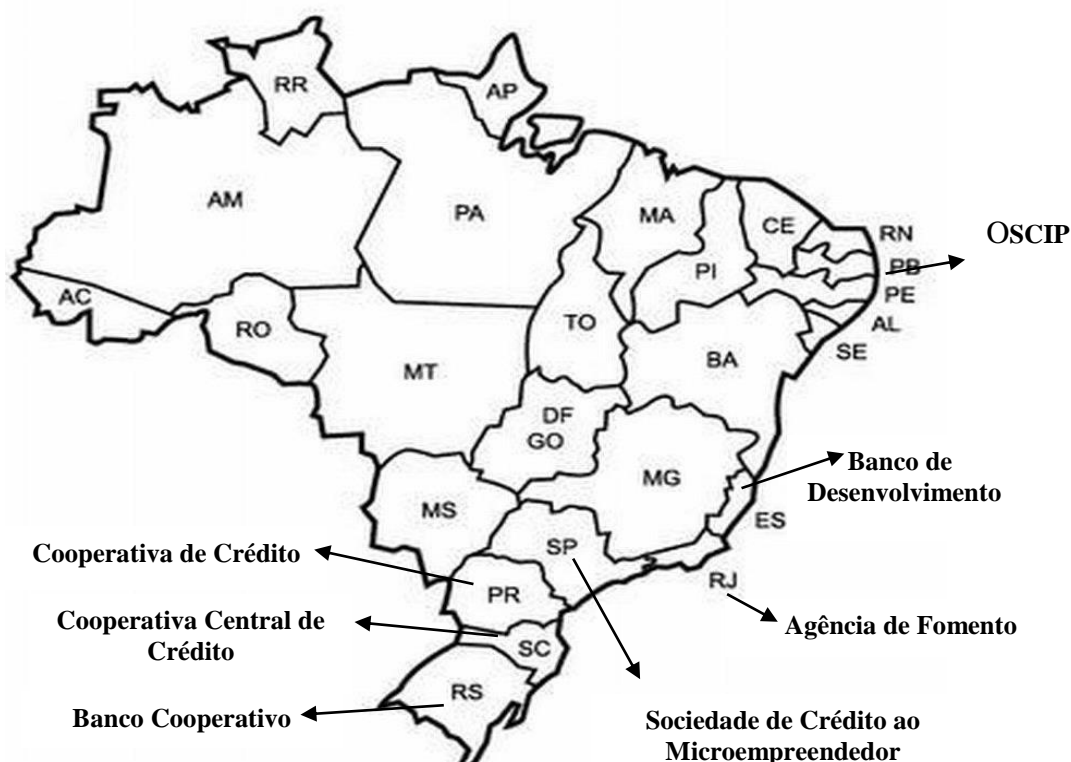 RR
AP
AM
PA
MA
CE
RN
OSCIP
PB
PI
PE
AC
AL
RO
TO
SE
MT
BA
DF
GO
Banco de
Desenvolvimento
MG
MS
ES
Cooperativa de Crédito
SP
RJ
PR
Cooperativa Central de
Crédito
Agência de Fomento
SC
RS
Banco Cooperativo
Sociedade de Crédito ao
Microempreendedor